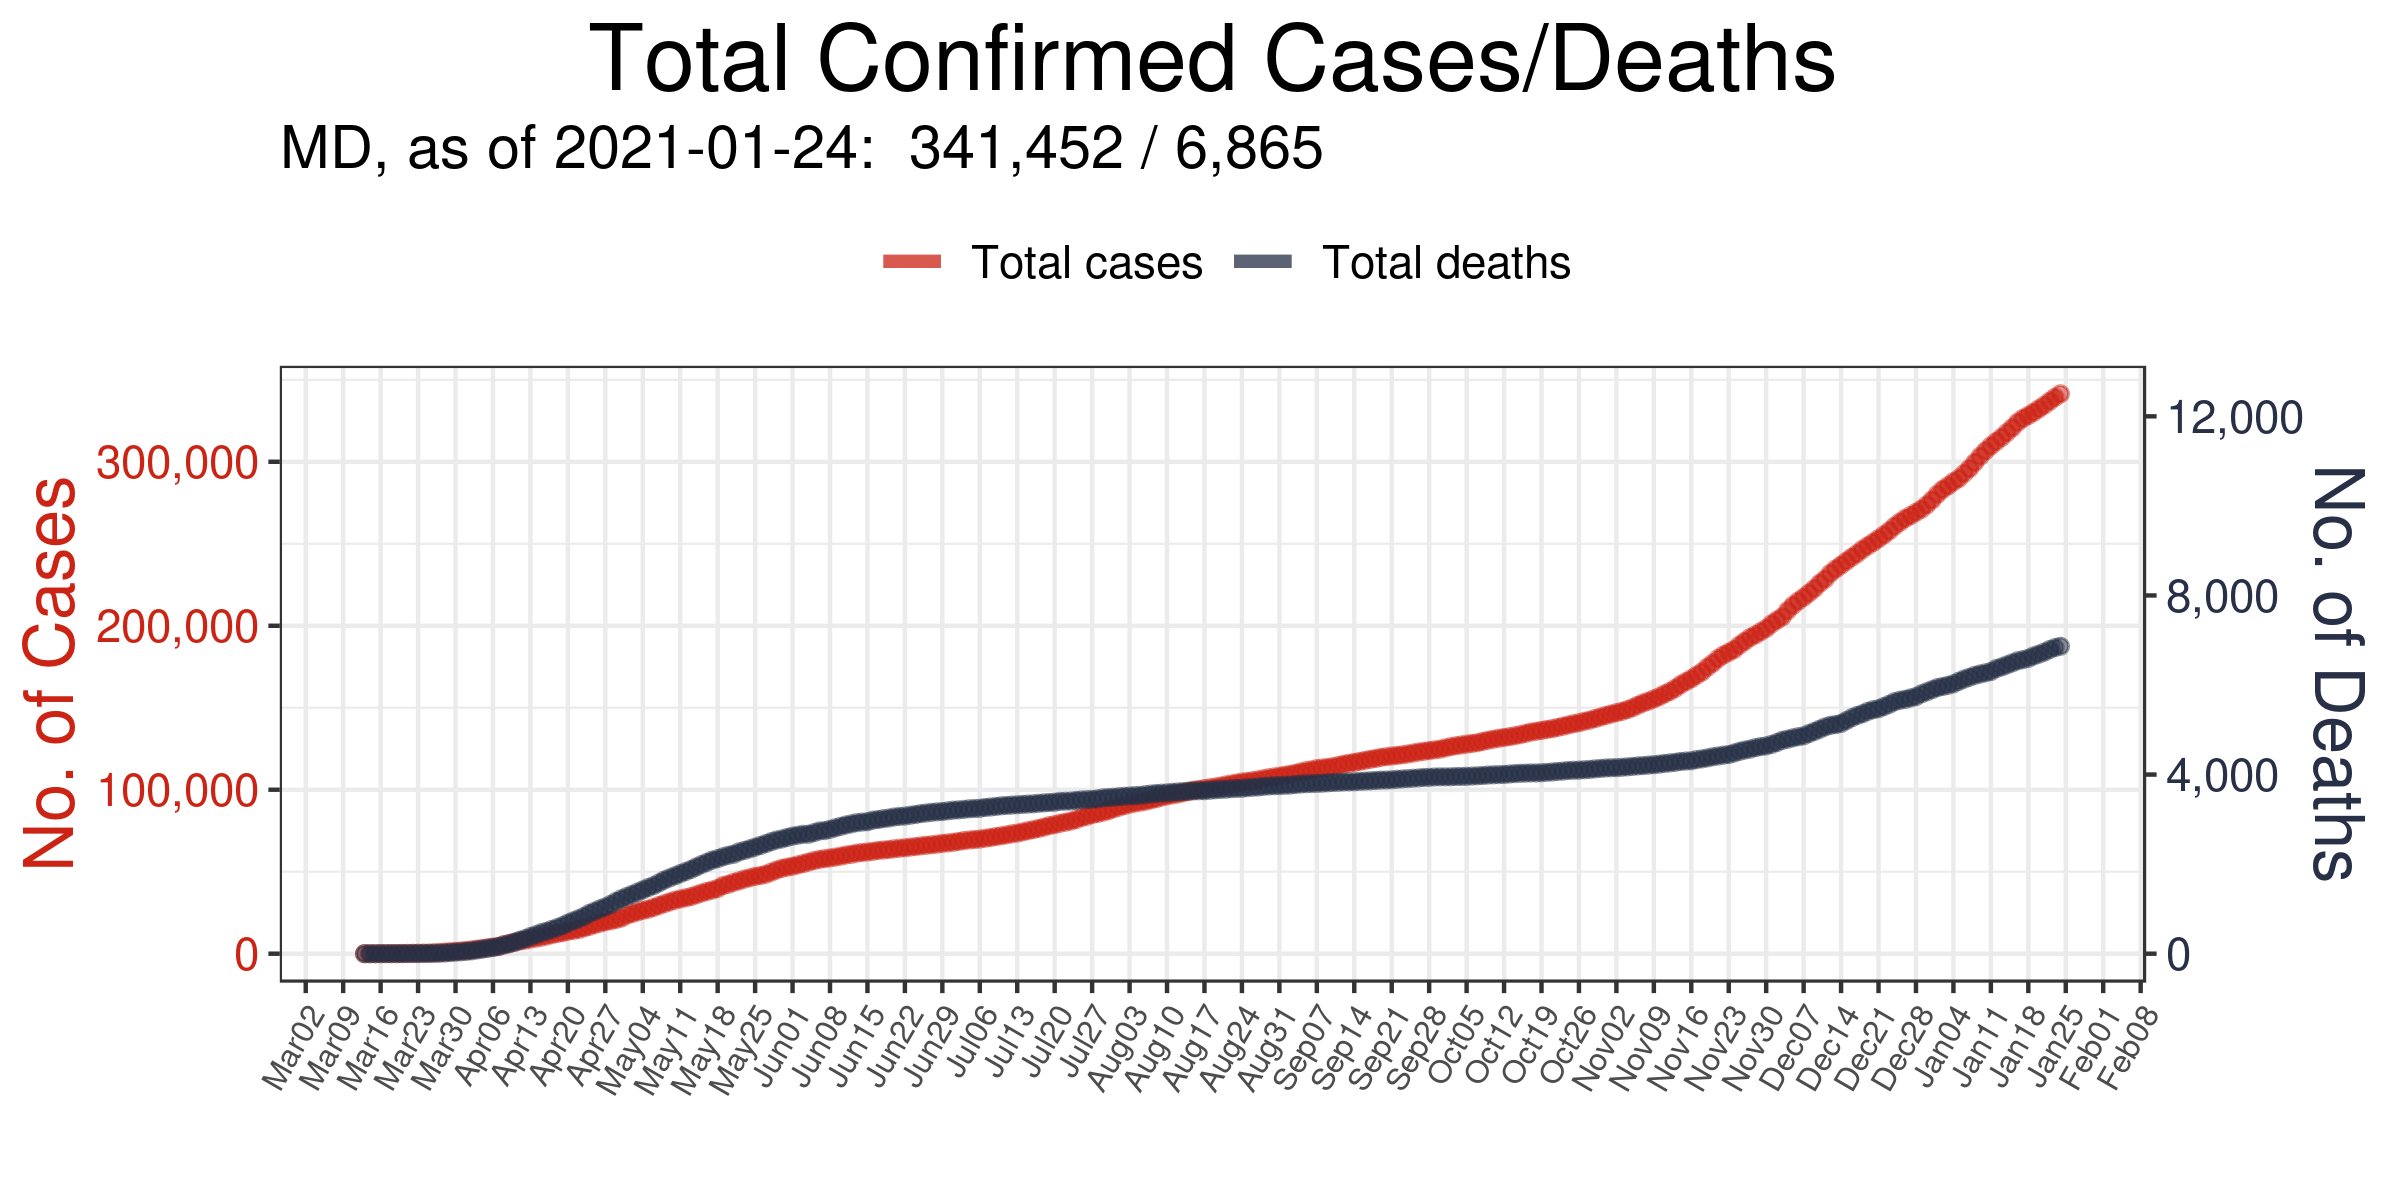 Total Confirmed Cases/Deaths
MD, as of 2021-01-24:  341,452 / 6,865
Total cases
Total deaths
No. of Cases
300,000
200,000
100,000
0
12,000
8,000
4,000
0
No. of Deaths
Mar02
Mar09
Mar16
Mar23
Mar30
Apr06
Apr13
Apr20
Apr27
May04
May11
May18
May25
Jun01
Jun08
Jun15
Jun22
Jun29
Jul06
Jul13
Jul20
Jul27
Aug03
Aug10
Aug17
Aug24
Aug31
Sep07
Sep14
Sep21
Sep28
Oct05
Oct12
Oct19
Oct26
Nov02
Nov09
Nov16
Nov23
Nov30
Dec07
Dec14
Dec21
Dec28
Jan04
Jan11
Jan18
Jan25
Feb01
Feb08